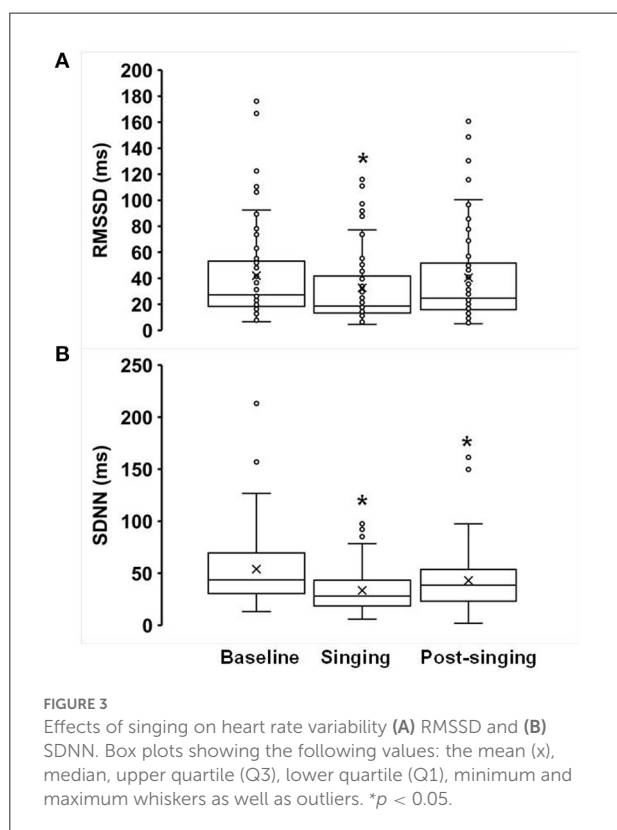 A
200
180
160
140
120
100
80
60
40
20
0
RMSSD (ms)
*
B
250
200
150
100
50
0
SDNN (ms)
*
*
Baseline Singing Post-singing
FIGURE 3
Effects of singing on heart rate variability (A) RMSSD and (B)
SDNN. Box plots showing the following values: the mean (x),
median, upper quartile (Q3), lower quartile (Q1), minimum and
maximum whiskers as well as outliers. *p < 0.05.